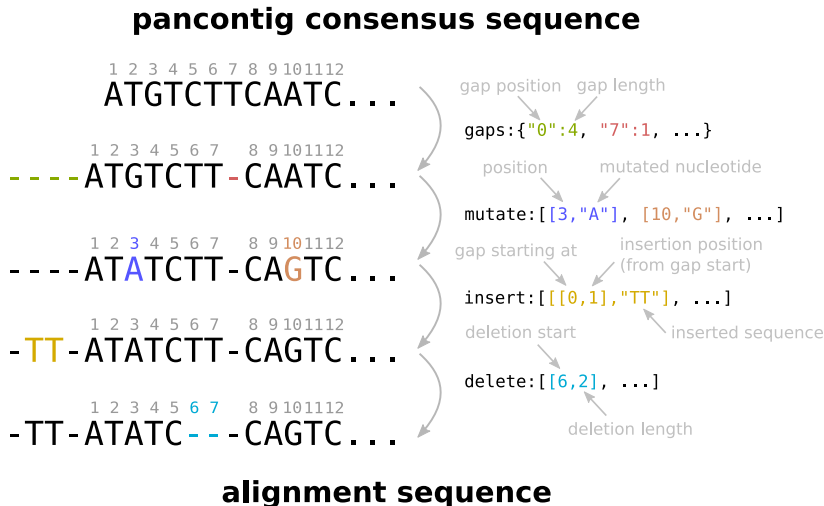 pancontig consensus sequence
1 2 3 4 5 6 7 8 9 10 11 12
ATGTCTTCAATC...
gap position gap length
gaps:{"0":4, "7":1, ...}
1 2 3 4 5 6 7 8 9 10 11 12
----ATGTCTT-CAATC...
position mutated nucleotide
mutate:[[3,"A"], [10,"G"], ...]
1 2 3 4 5 6 7 8 9 10 11 12
----ATATCTT-CAGTC...
gap starting at insertion position
(from gap start)
insert:[[[0,1],"TT"], ...]
inserted sequence
1 2 3 4 5 6 7 8 9 10 11 12
-TT-ATATCTT-CAGTC...
deletion start
delete:[[6,2], ...]
deletion length
1 2 3 4 5 6 7 8 9 10 11 12
-TT-ATATC---CAGTC...
alignment sequence